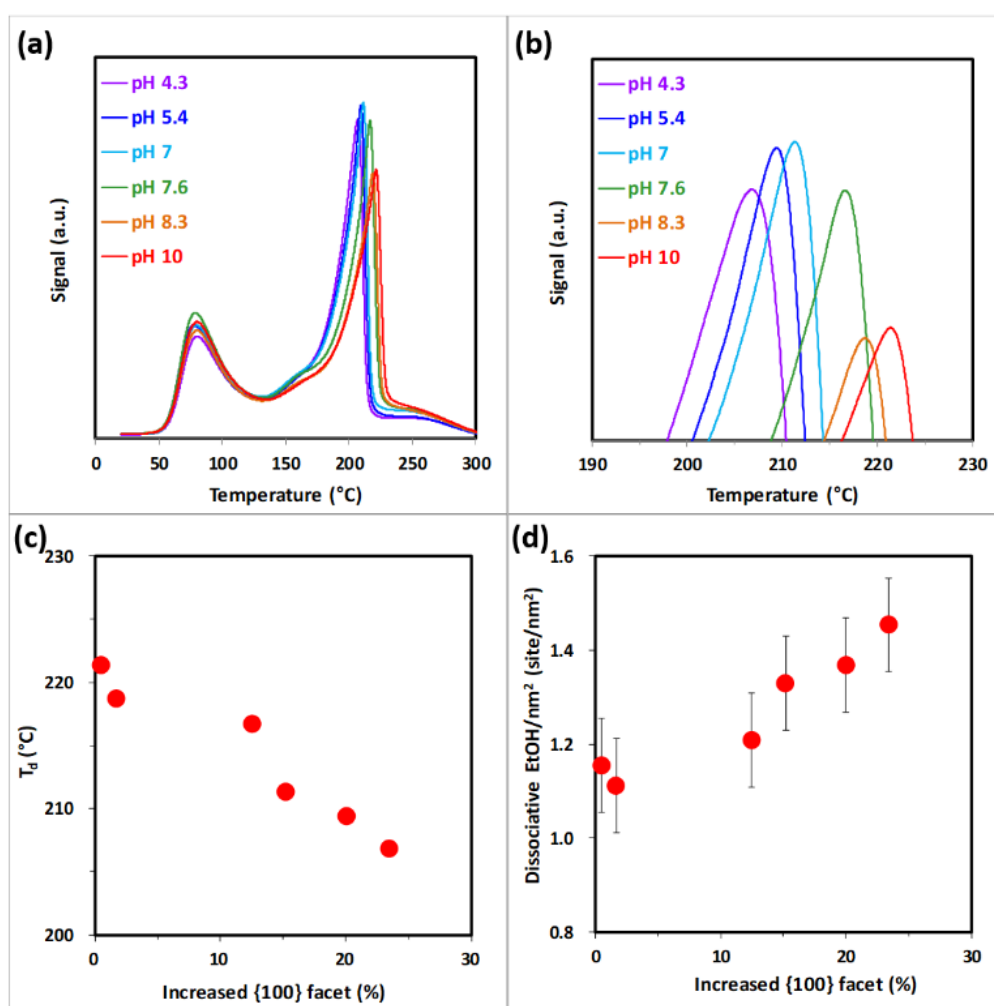 (a)
pH 4.3
pH 5.4
pH 7
pH 7.6
pH 8.3
pH 10
Signal (a.u.)
0 50 100 150 200 250 300
Temperature (°C)
(b)
pH 4.3
pH 5.4
pH 7
pH 7.6
pH 8.3
pH 10
Signal (a.u.)
190 200 210 220 230
Temperature (°C)
(c)
230
220
210
200
T_d (°C)
0 10 20 30
Increased {100} facet (%)
(d)
1.6
1.4
1.2
1.0
0.8
Dissociative EtOH/nm² (site/nm²)
0 10 20 30
Increased {100} facet (%)